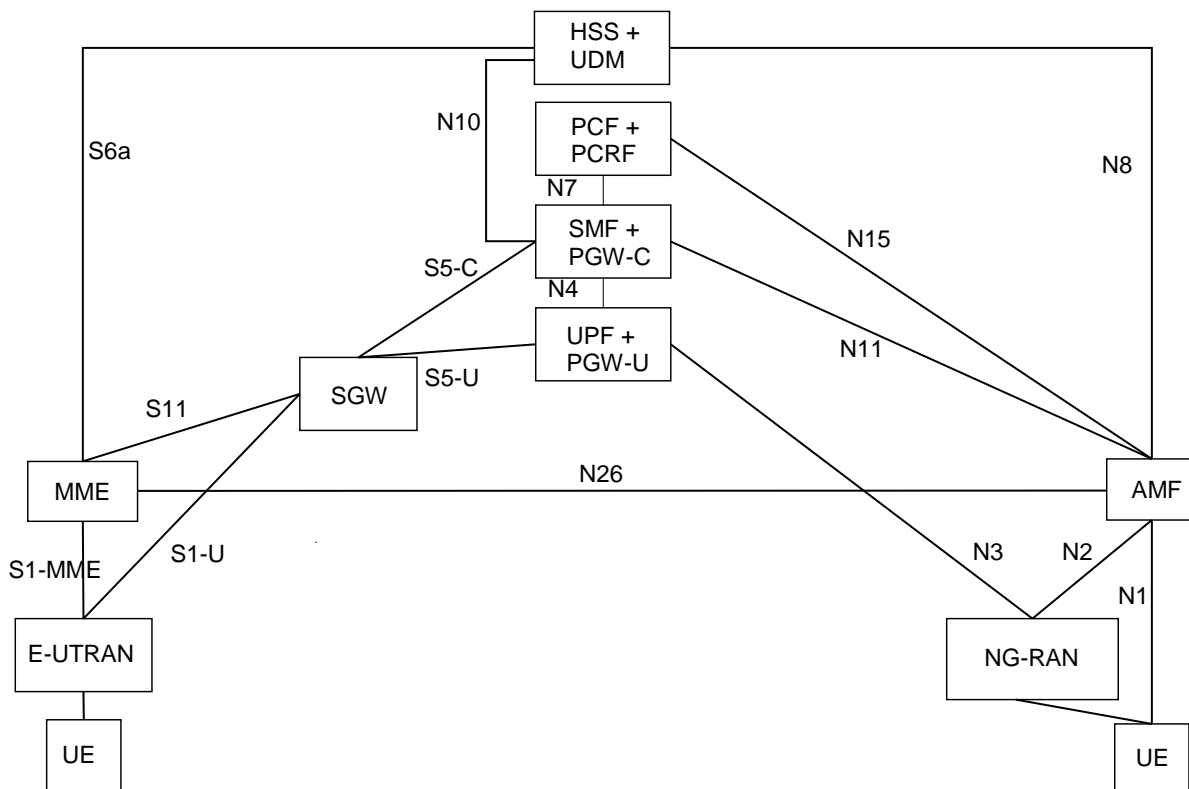 HSS +
UDM
N10
PCF +
PCRF
S6a
N8
N7
SMF +
PGW-C
N15
S5-C
N4
UPF +
PGW-U
N11
S5-U
SGW
S11
N26
MME
AMF
S1-U
N3
N2
S1-MME
N1
E-UTRAN
NG-RAN
UE
UE